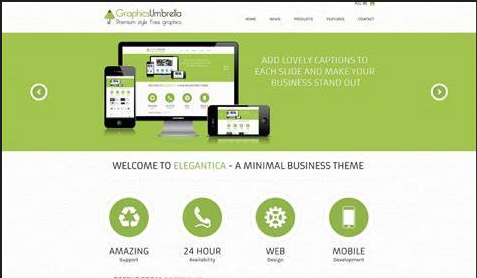 GraphicsUmbrella
Premium style Free graphics
HOME NEWS PRODUCTS FEATURES CONTACT
ADD LOVELY CAPTIONS TO
EACH SLIDE AND MAKE YOUR
BUSINESS STAND OUT
WELCOME TO ELEGANTICA - A MINIMAL BUSINESS THEME
AMAZING 24 HOUR WEB MOBILE
Support Availability Design Development